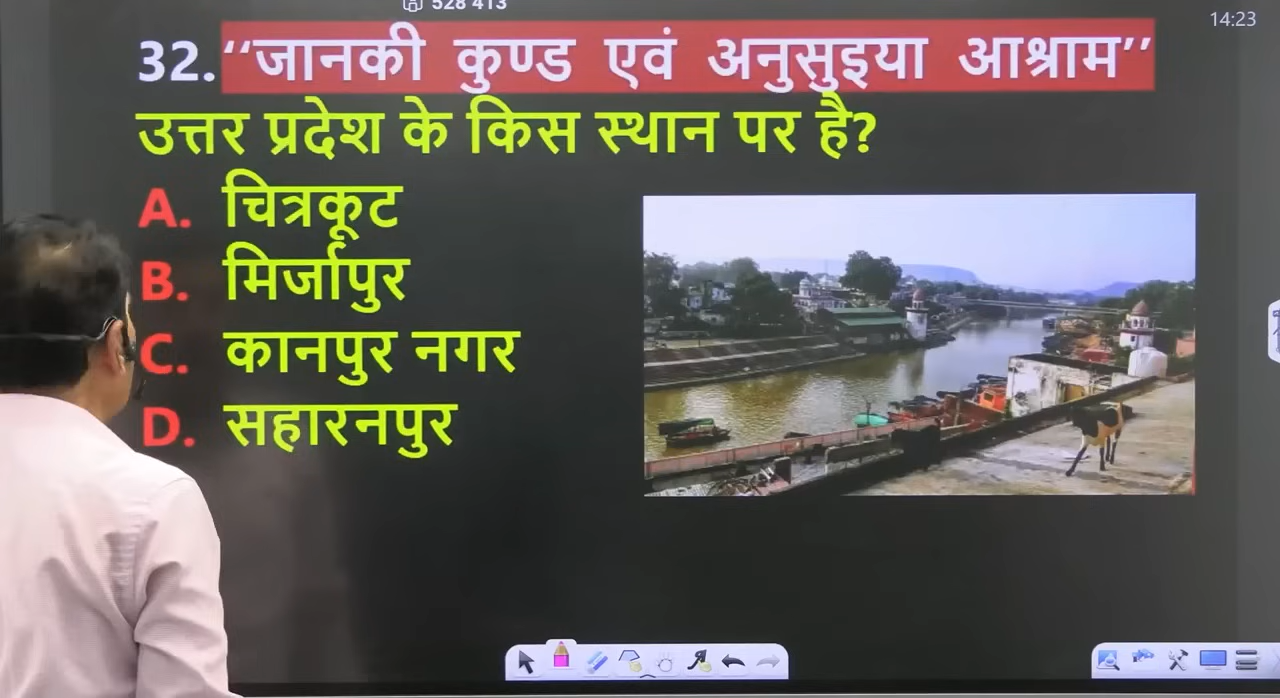 528 413
14:23
32. ‘‘जानकी कुण्ड एवं अनुसुइया आश्राम’’
उत्तर प्रदेश के किस स्थान पर है?
A. चित्रकूट
B. मिर्जापुर
C. कानपुर नगर
D. सहारनपुर